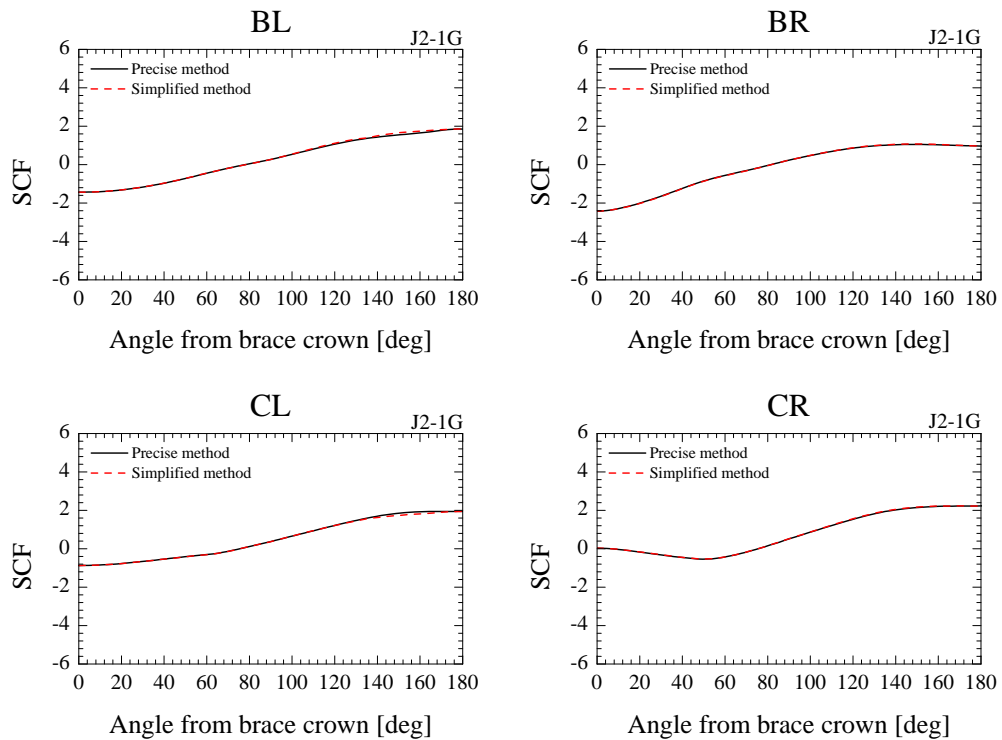 BL
J2-1G
6
4
2
0
-2
-4
-6
SCF
Precise method
Simplified method
0 20 40 60 80 100 120 140 160 180
Angle from brace crown [deg]
BR
J2-1G
6
4
2
0
-2
-4
-6
SCF
Precise method
Simplified method
0 20 40 60 80 100 120 140 160 180
Angle from brace crown [deg]
CL
J2-1G
6
4
2
0
-2
-4
-6
SCF
Precise method
Simplified method
0 20 40 60 80 100 120 140 160 180
Angle from brace crown [deg]
CR
J2-1G
6
4
2
0
-2
-4
-6
SCF
Precise method
Simplified method
0 20 40 60 80 100 120 140 160 180
Angle from brace crown [deg]